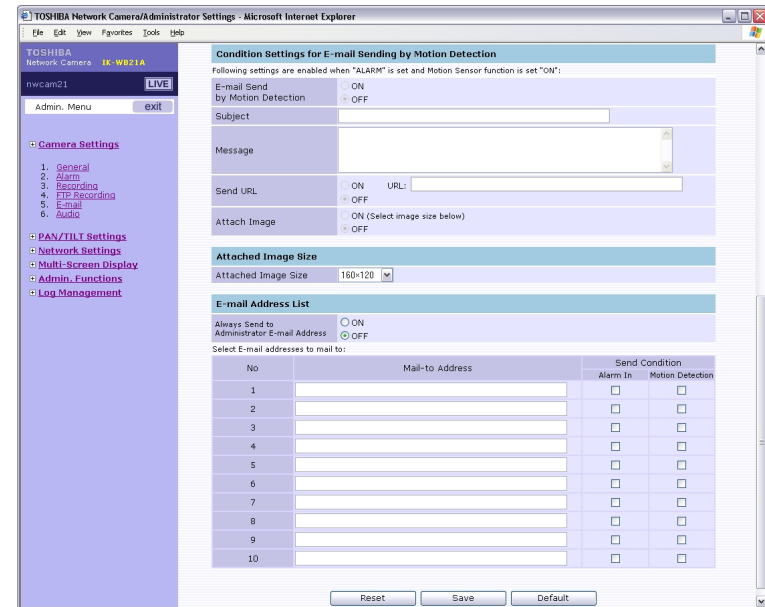 TOSHIBA Network Camera/Administrator Settings - Microsoft Internet Explorer
File Edit View Favorites Tools Help
TOSHIBA
Network Camera IK-WB21A
nwcam21 LIVE
Admin. Menu exit
Camera Settings
1. General
2. Alarm
3. Recording
4. FTP Recording
5. E-mail
6. Audio
PAN/TILT Settings
Network Settings
Multi-Screen Display
Admin. Functions
Log Management
Condition Settings for E-mail Sending by Motion Detection
Following settings are enabled when "ALARM" is set and Motion Sensor function is set "ON":
E-mail Send
by Motion Detection
ON
OFF
Subject
Message
Send URL
ON URL:
OFF
Attach Image
ON (Select image size below)
OFF
Attached Image Size
Attached Image Size 160×120
E-mail Address List
Always Send to
Administrator E-mail Address
ON
OFF
Select E-mail addresses to mail to:
No Mail-to Address Send Condition
Alarm In Motion Detection
1
2
3
4
5
6
7
8
9
10
Reset Save Default